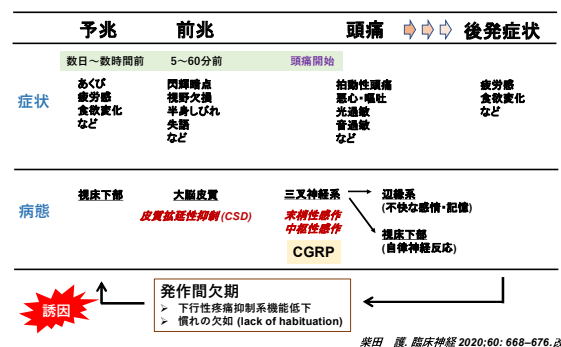 予兆 前兆 頭痛 後発症状
数日～数時間前 5～60分前 頭痛開始
症状
あくび
疲労感
食欲変化
など
閃輝暗点
視野欠損
半身しびれ
失語
など
拍動性頭痛
悪心・嘔吐
光過敏
音過敏
など
疲労感
食欲変化
など
病態
視床下部
大脳皮質
皮質拡延性抑制 (CSD)
三叉神経系
末梢性感作
中枢性感作
CGRP
辺縁系
(不快な感情・記憶)
視床下部
(自律神経反応)
誘因
発作間欠期
➢ 下行性疼痛抑制系機能低下
➢ 慣れの欠如 (lack of habituation)
柴田 護. 臨床神経 2020;60: 668–676.改